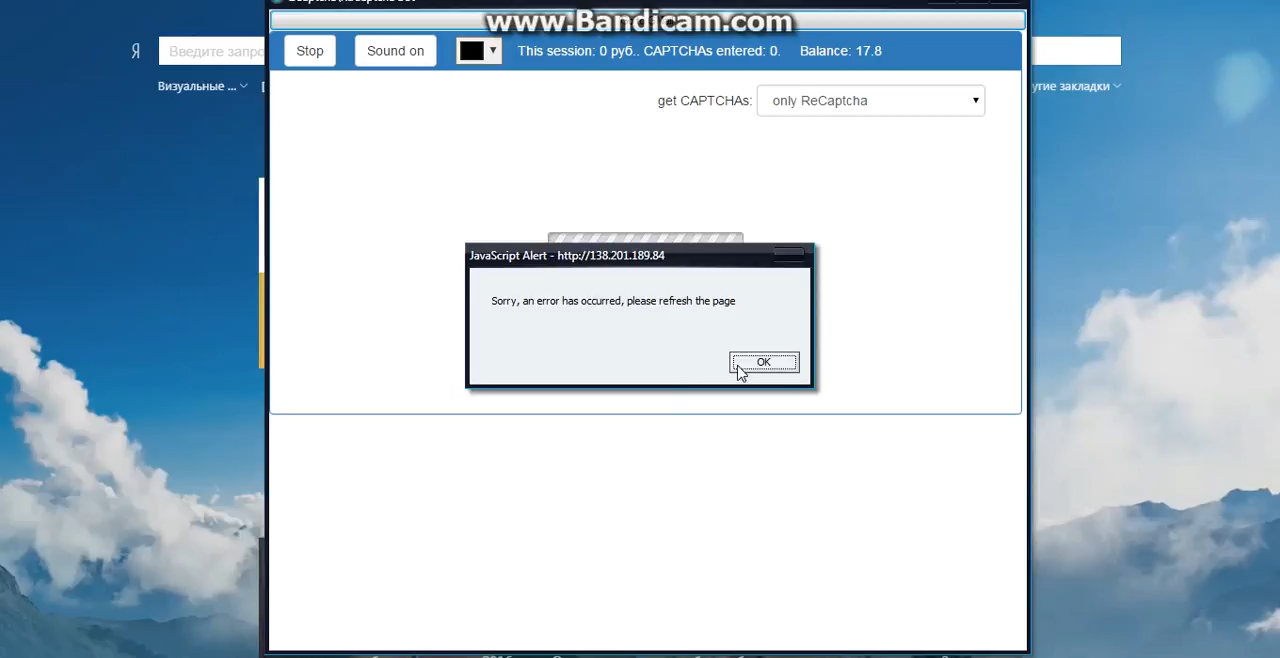 www.Bandicam.com
Я
Введите запро
Stop
Sound on
This session: 0 руб.. CAPTCHAs entered: 0.
Balance: 17.8
Визуальные ...
ругие закладки
get CAPTCHAs:
only ReCaptcha
JavaScript Alert - http://138.201.189.84
Sorry, an error has occurred, please refresh the page
OK